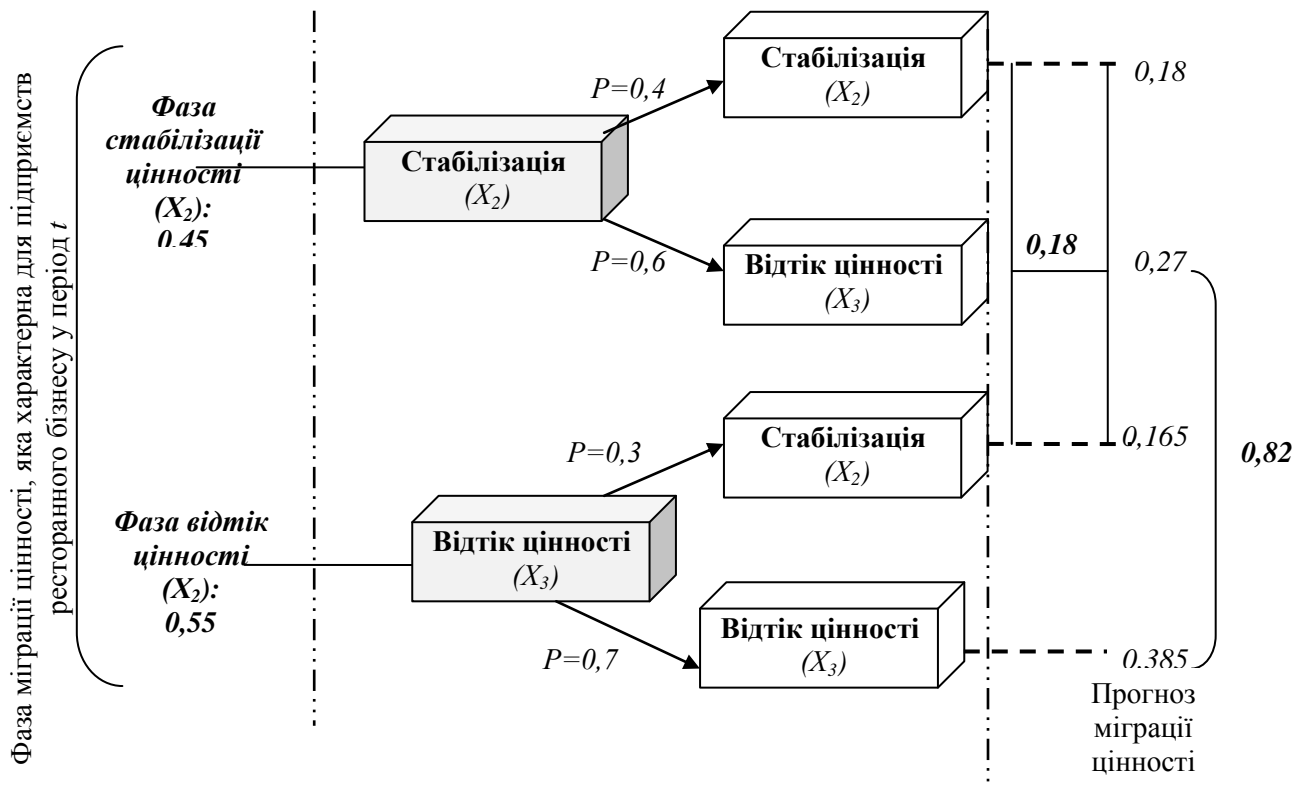 Фаза міграції цінності, яка характерна для підприємств
ресторанного бізнесу у період t
Фаза
стабілізації
цінності
(X2):
0,45
Стабілізація
(X2)
P=0,4
P=0,6
Стабілізація
(X2)
Відтік цінності
(X3)
0,18
0,18
0,27
Фаза відтік
цінності
(X2):
0,55
Відтік цінності
(X3)
P=0,3
P=0,7
Стабілізація
(X2)
Відтік цінності
(X3)
0,165
0,82
0,385
Прогноз
міграції
цінності